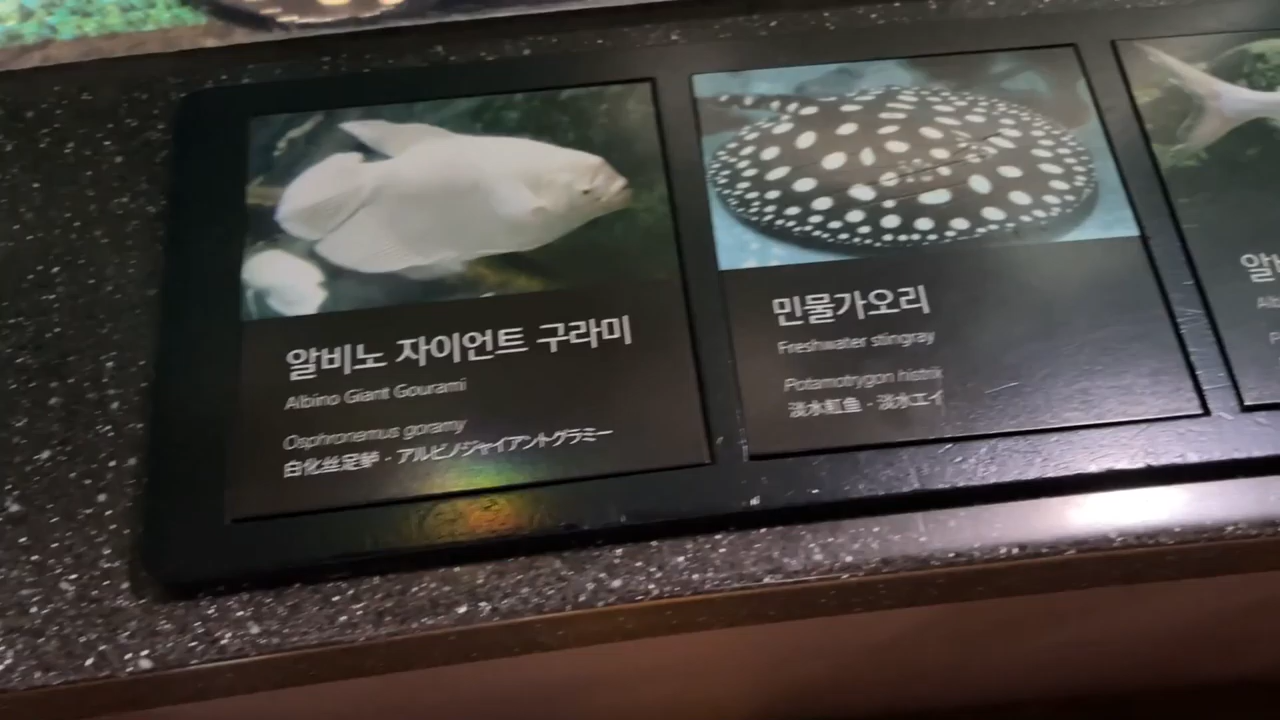 알비노 자이언트 구라미
Albino Giant Gourami
Osphronemus goramy
白化丝足鲈 · アルビノジャイアントグラミー
민물가오리
Freshwater stingray
Potamotrygon histrix
淡水魟鱼 · 淡水エイ
알